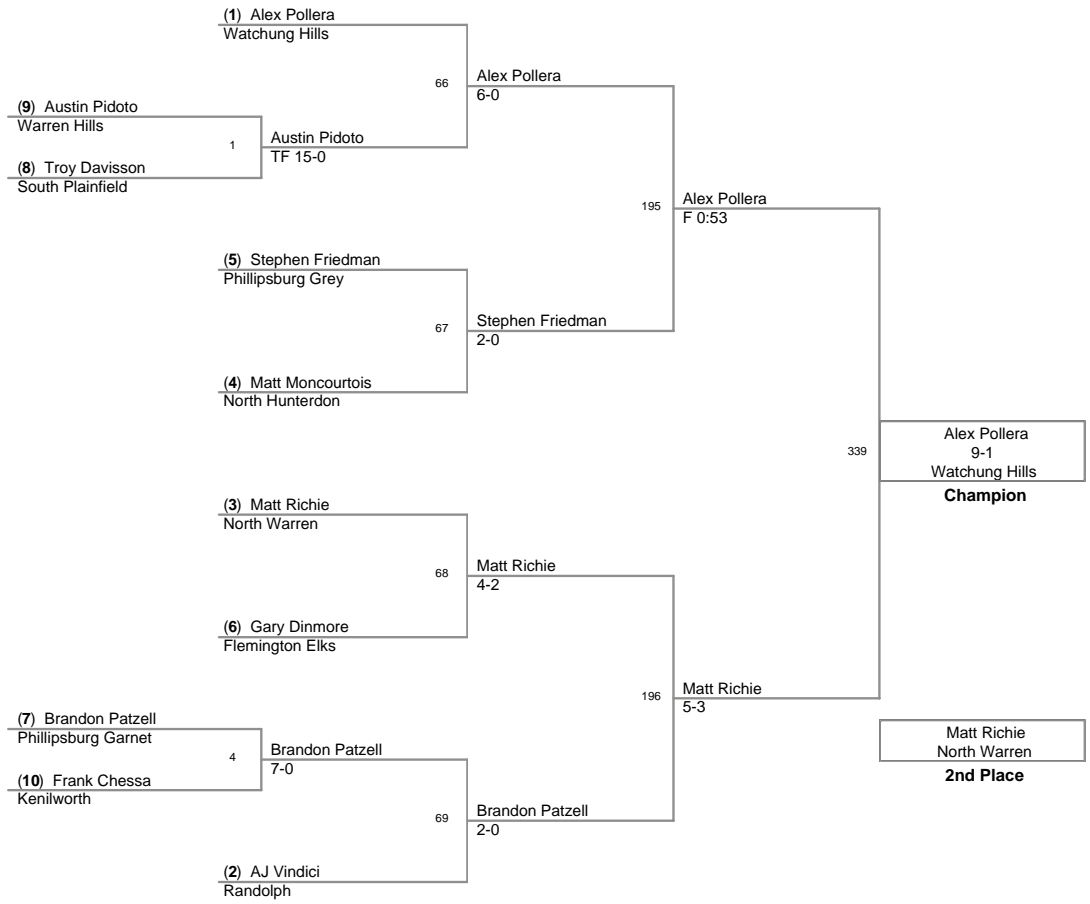 (1) Alex Pollera
Watchung Hills
66
Alex Pollera
6-0
(9) Austin Pidoto
Warren Hills
1
Austin Pidoto
TF 15-0
(8) Troy Davisson
South Plainfield
195
Alex Pollera
F 0:53
(5) Stephen Friedman
Phillipsburg Grey
67
Stephen Friedman
2-0
(4) Matt Moncourtois
North Hunterdon
339
Alex Pollera
9-1
Watchung Hills
Champion
(3) Matt Richie
North Warren
68
Matt Richie
4-2
(6) Gary Dinmore
Flemington Elks
196
Matt Richie
5-3
(7) Brandon Patzell
Phillipsburg Garnet
4
Brandon Patzell
7-0
(10) Frank Chessa
Kenilworth
Matt Richie
North Warren
2nd Place
69
Brandon Patzell
2-0
(2) AJ Vindici
Randolph